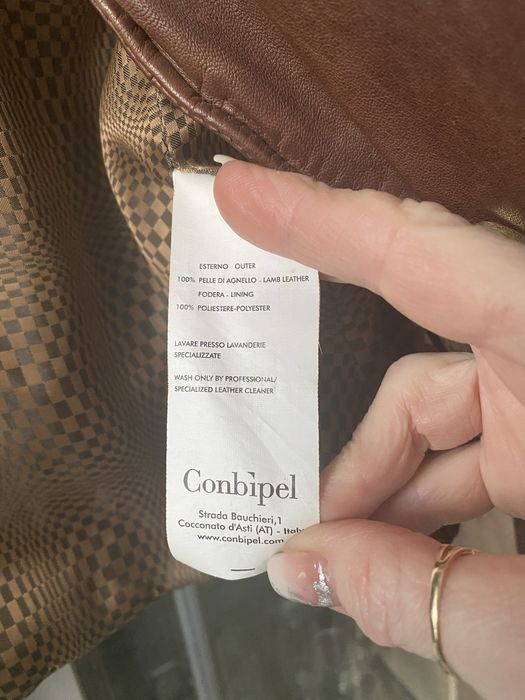 ESTERNO OUTER
100% PELLE DI AGNELLO - LAMB LEATHER
FODERA - LINING
100% POLIESTERE-POLYESTER
LAVARE PRESSO LAVANDERIE
SPECIALIZZATE
WASH ONLY BY PROFESSIONAL/
SPECIALIZED LEATHER CLEANER
Conbipel
Strada Bauchieri,1
Cocconato d'Asti (AT) - Italy
www.conbipel.com